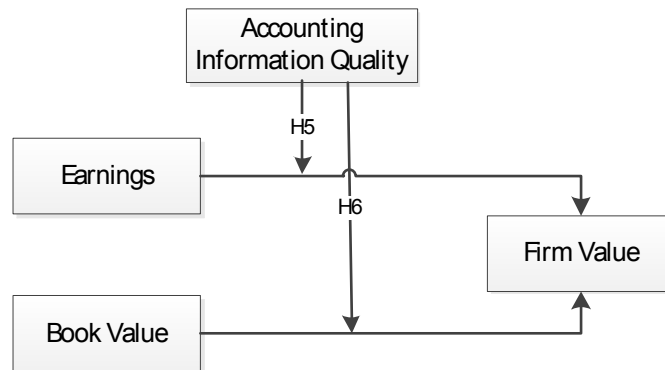 Accounting
Information Quality
H5
Earnings
H6
Firm Value
Book Value